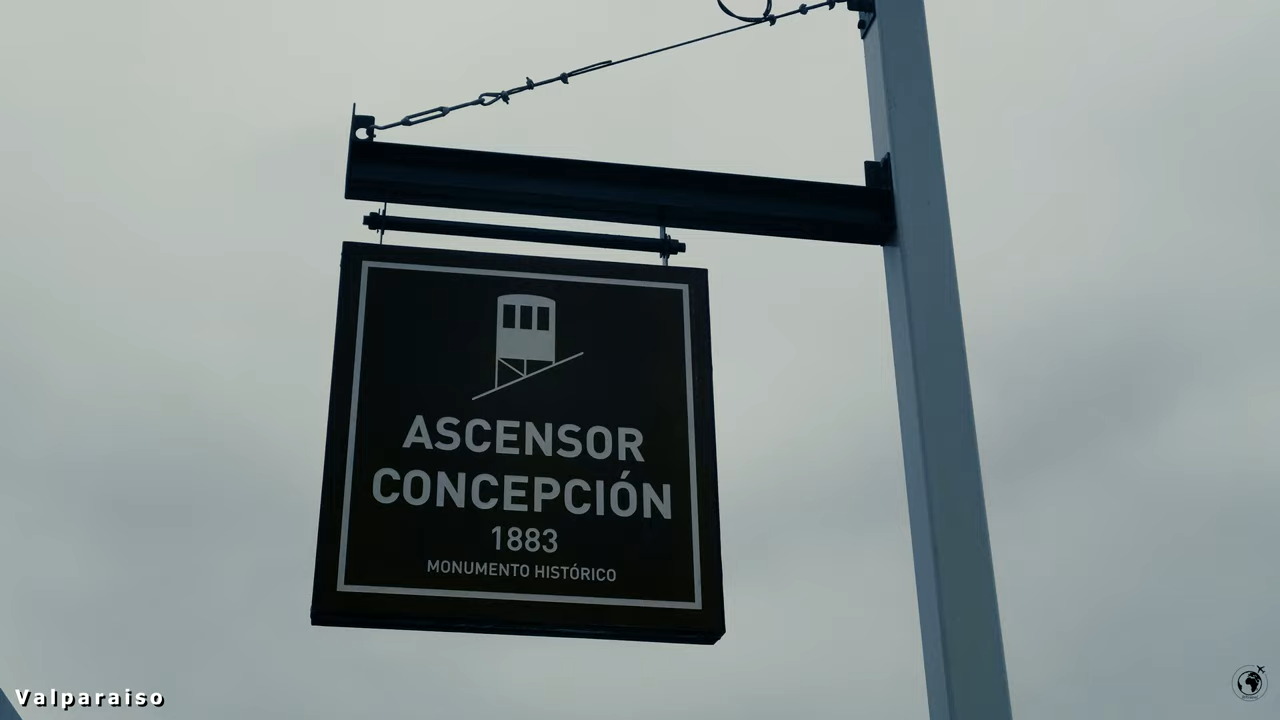 ASCENSOR
CONCEPCIÓN
1883
MONUMENTO HISTÓRICO
Valparaiso